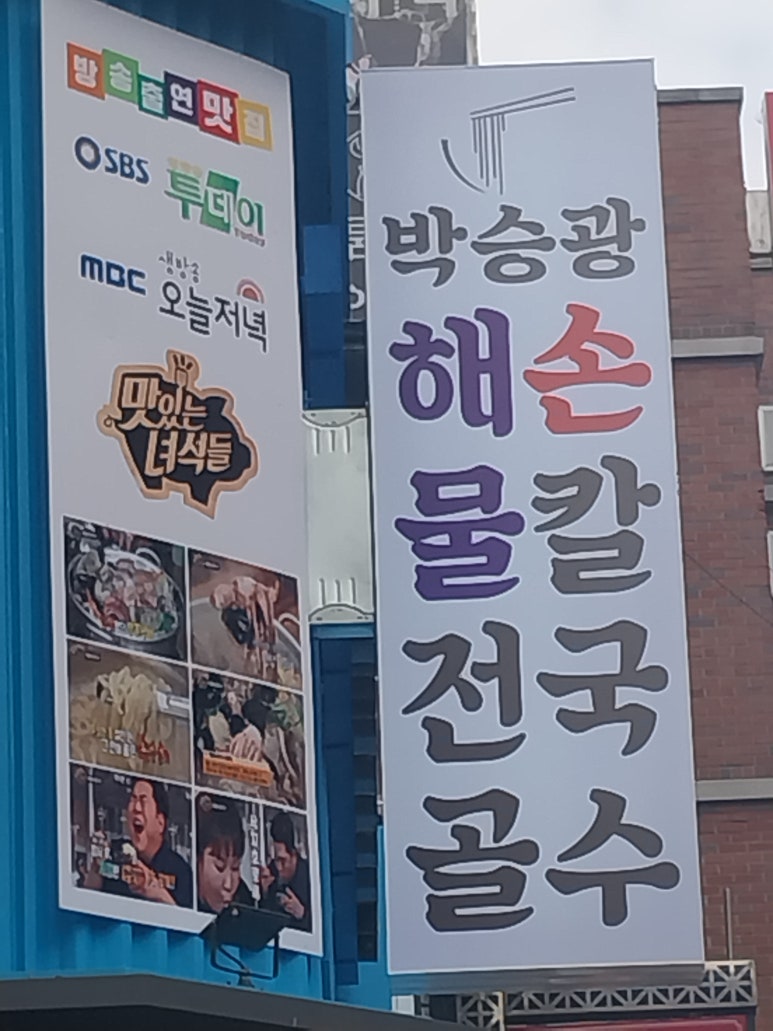 방송출연맛집
SBS 투데이
mbc 생방송
오늘저녁
맛있는
녀석들
박승광
해물전골
손칼국수